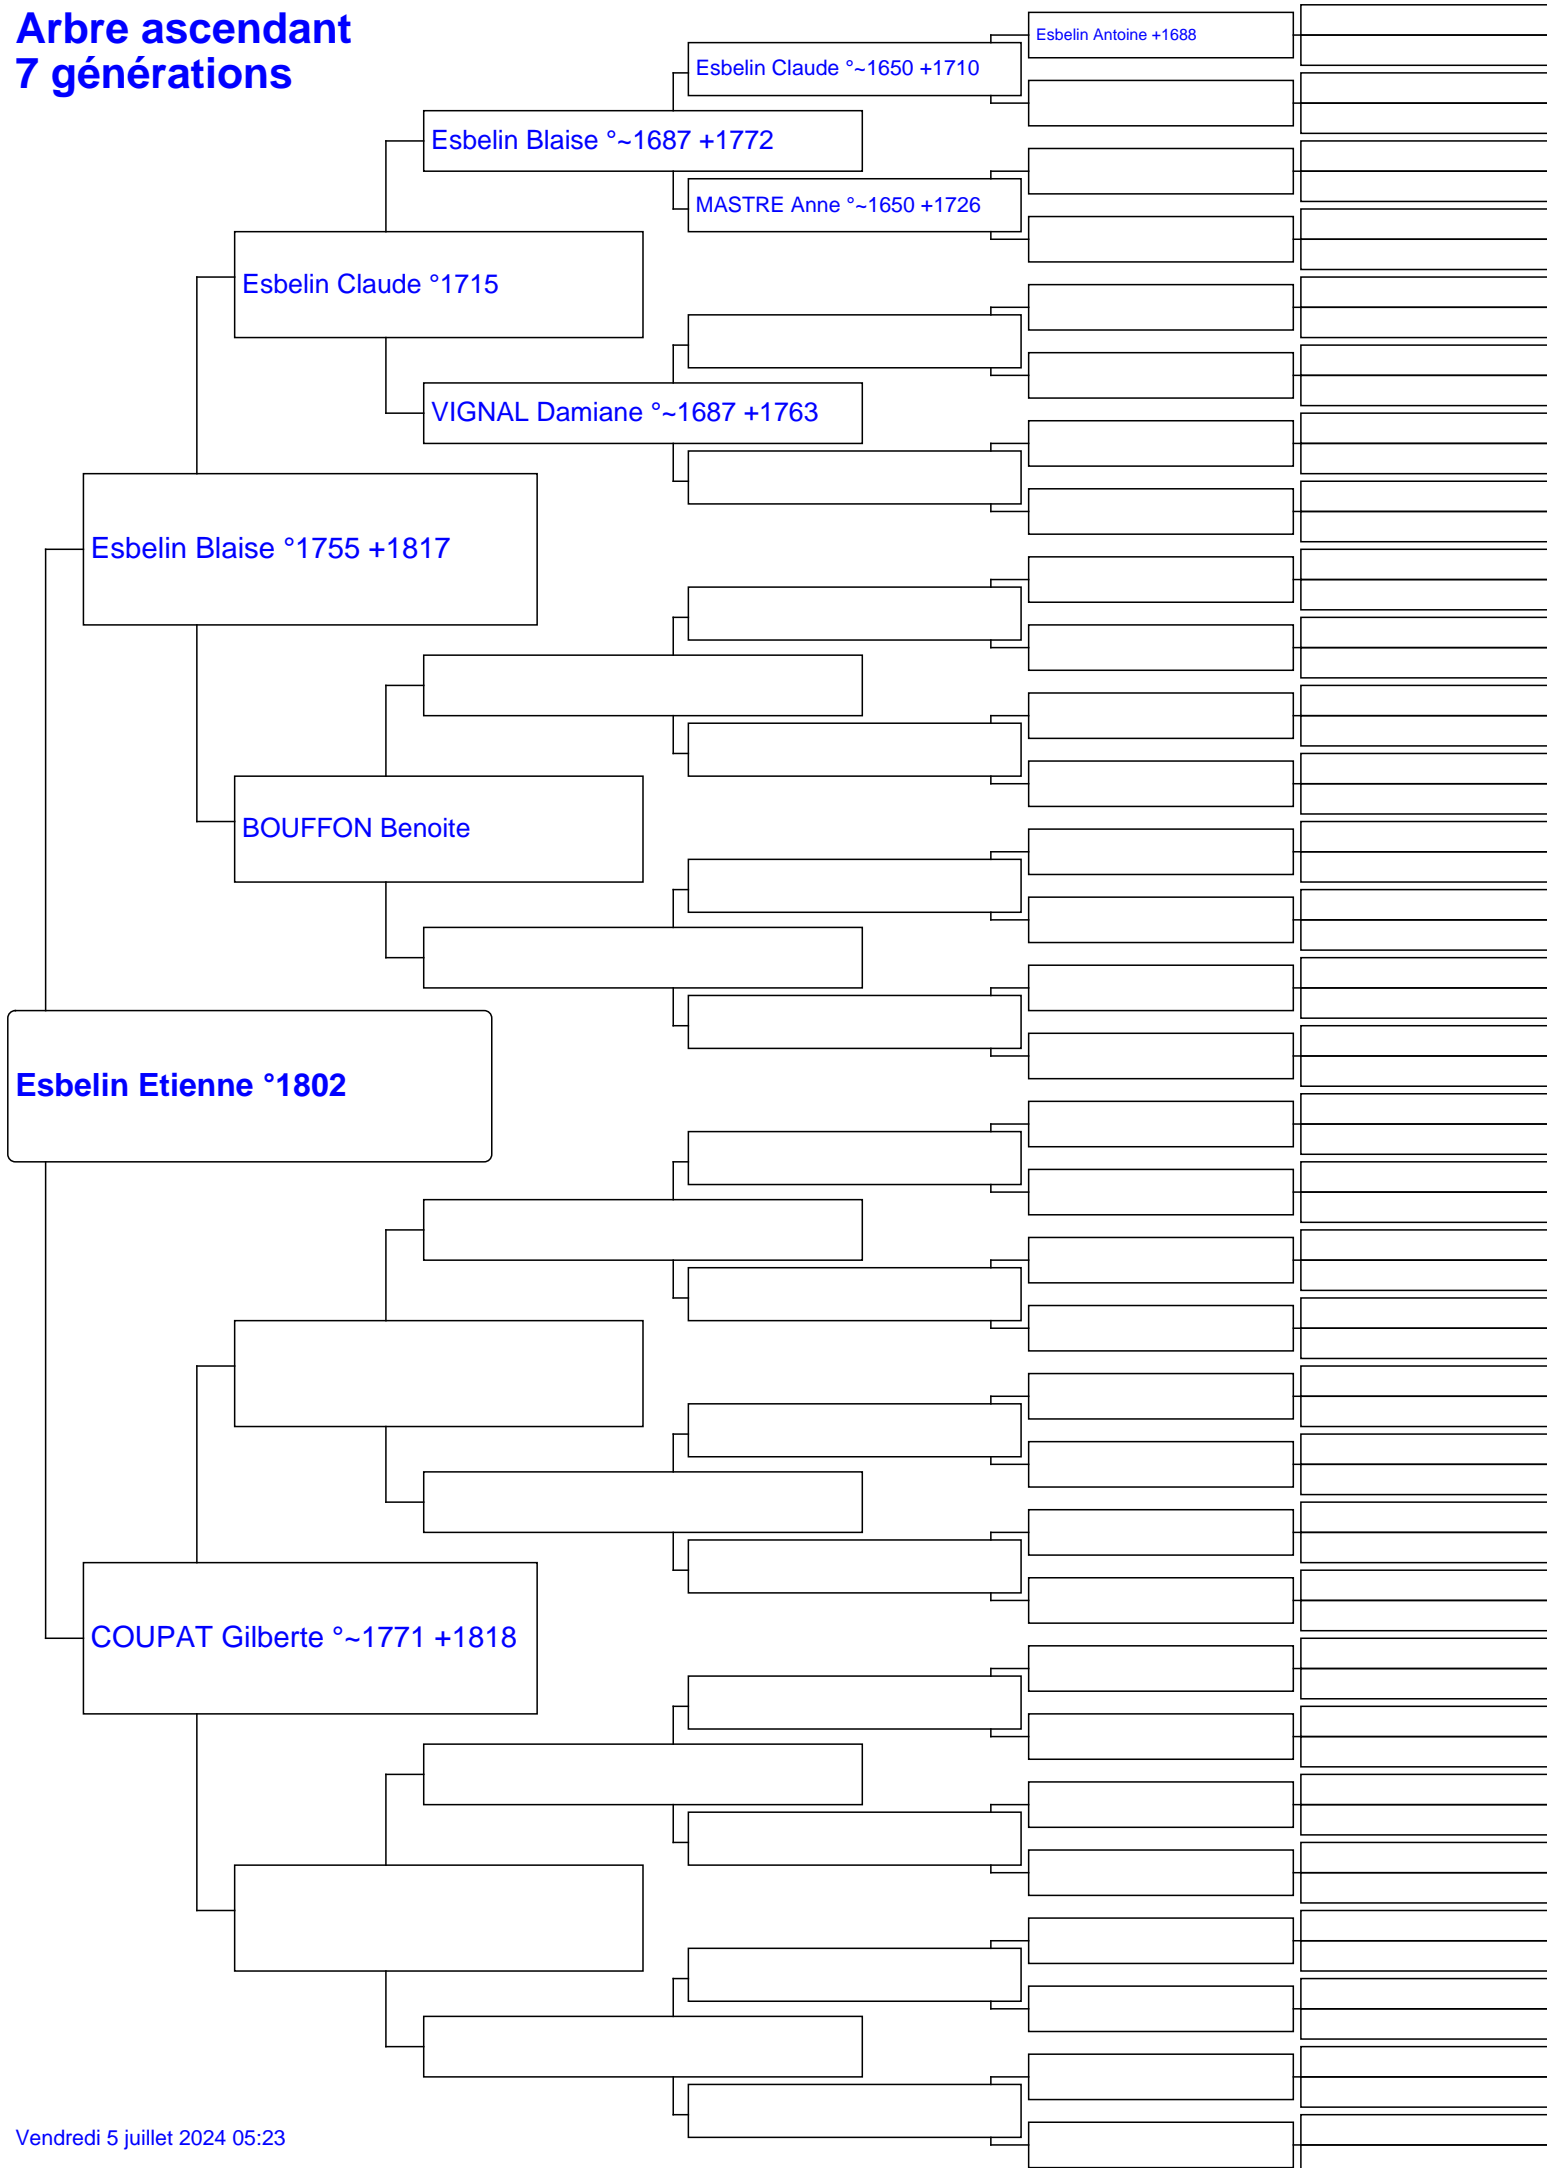 Arbre ascendant
7 générations
Esbelin Antoine +1688
Esbelin Claude °~1650 +1710
Esbelin Blaise °~1687 +1772
MASTRE Anne °~1650 +1726
Esbelin Claude °1715
VIGNAL Damiane °~1687 +1763
Esbelin Blaise °1755 +1817
BOUFFON Benoite
Esbelin Etienne °1802
COUPAT Gilberte °~1771 +1818
Vendredi 5 juillet 2024 05:23